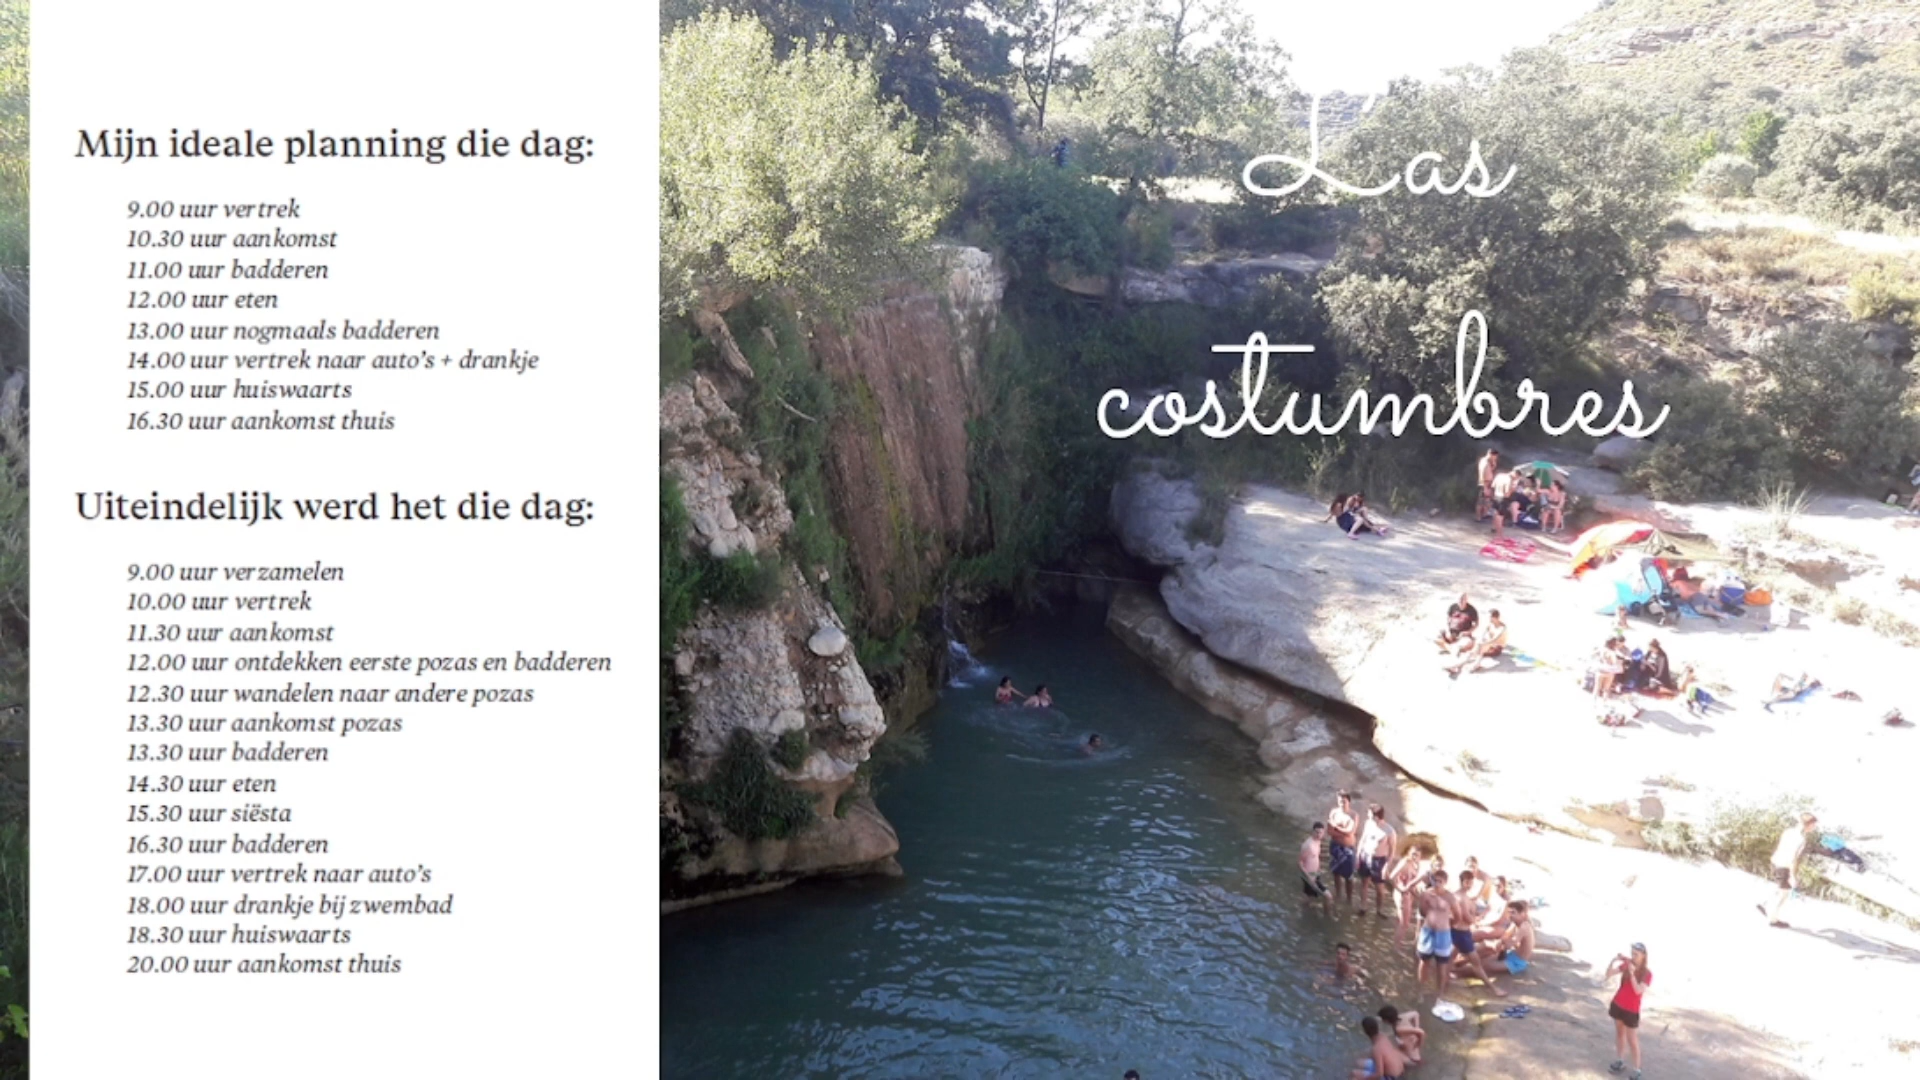 Mijn ideale planning die dag:
9.00 uur vertrek
10.30 uur aankomst
11.00 uur badderen
12.00 uur eten
13.00 uur nogmaals badderen
14.00 uur vertrek naar auto's + drankje
15.00 uur huiswaarts
16.30 uur aankomst thuis
Uiteindelijk werd het die dag:
9.00 uur verzamelen
10.00 uur vertrek
11.30 uur aankomst
12.00 uur ontdekken eerste pozas en badderen
12.30 uur wandelen naar andere pozas
13.30 uur aankomst pozas
13.30 uur badderen
14.30 uur eten
15.30 uur siësta
16.30 uur badderen
17.00 uur vertrek naar auto's
18.00 uur drankje bij zwembad
18.30 uur huiswaarts
20.00 uur aankomst thuis
L'as
costumbres